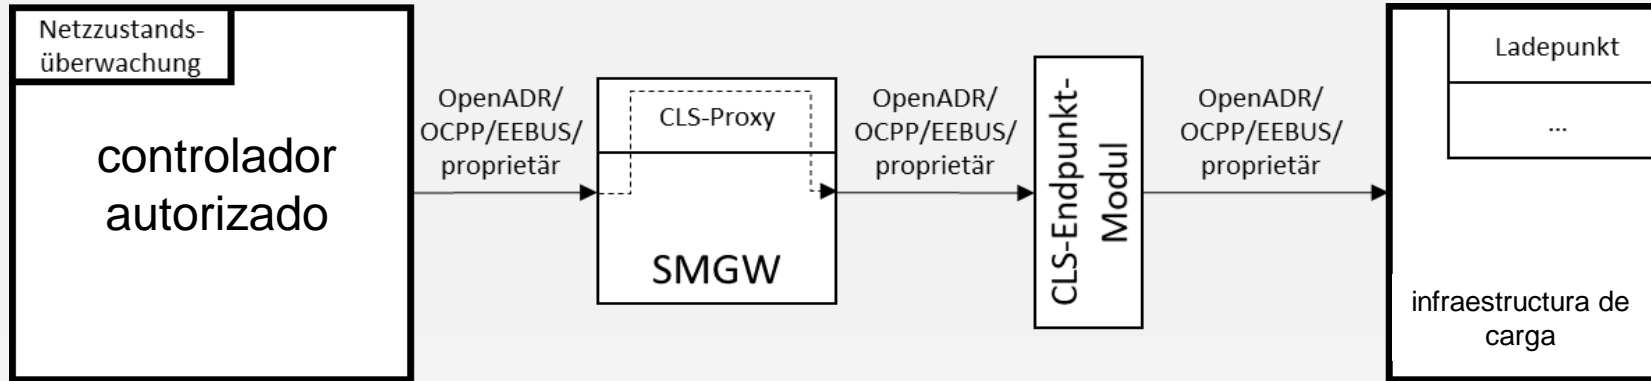 Netzzustands-
überwachung
controlador
autorizado
OpenADR/
OCPP/EEBUS/
proprietär
CLS-Proxy
SMGW
OpenADR/
OCPP/EEBUS/
proprietär
CLS-Endpunkt-
Modul
OpenADR/
OCPP/EEBUS/
proprietär
Ladepunkt
...
infraestructura de
carga